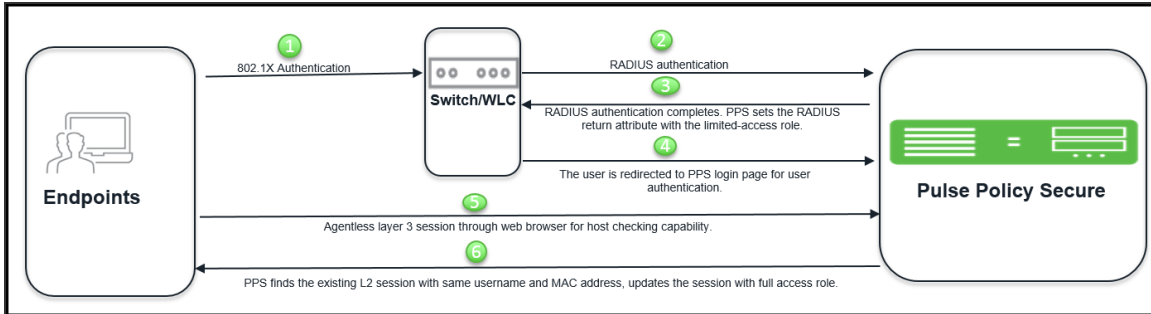 1
802.1X Authentication
2
RADIUS authentication
3
RADIUS authentication completes. PPS sets the RADIUS
return attribute with the limited-access role.
4
The user is redirected to PPS login page for user
authentication.
Switch/WLC
Endpoints
Pulse Policy Secure
5
Agentless layer 3 session through web browser for host checking capability.
6
PPS finds the existing L2 session with same username and MAC address, updates the session with full access role.